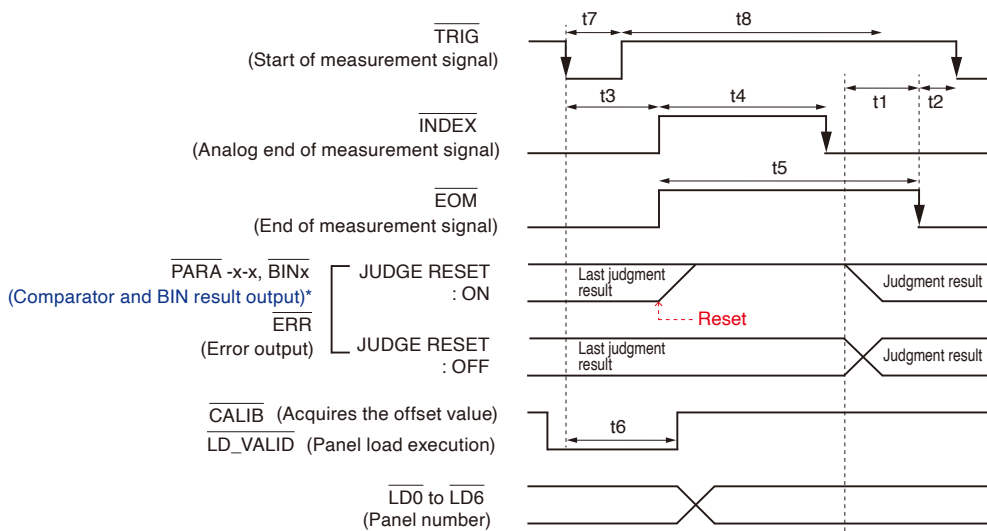 t7
t8
TRIG
(Start of measurement signal)
t3
t4
t1
t2
INDEX
(Analog end of measurement signal)
t5
EOM
(End of measurement signal)
PARA -x-x, BINx
(Comparator and BIN result output)*
ERR
(Error output)
JUDGE RESET
: ON
Last judgment
result
Judgment result
Reset
JUDGE RESET
: OFF
Last judgment
result
Judgment result
CALIB (Acquires the offset value)
LD_VALID (Panel load execution)
t6
LD0 to LD6
(Panel number)